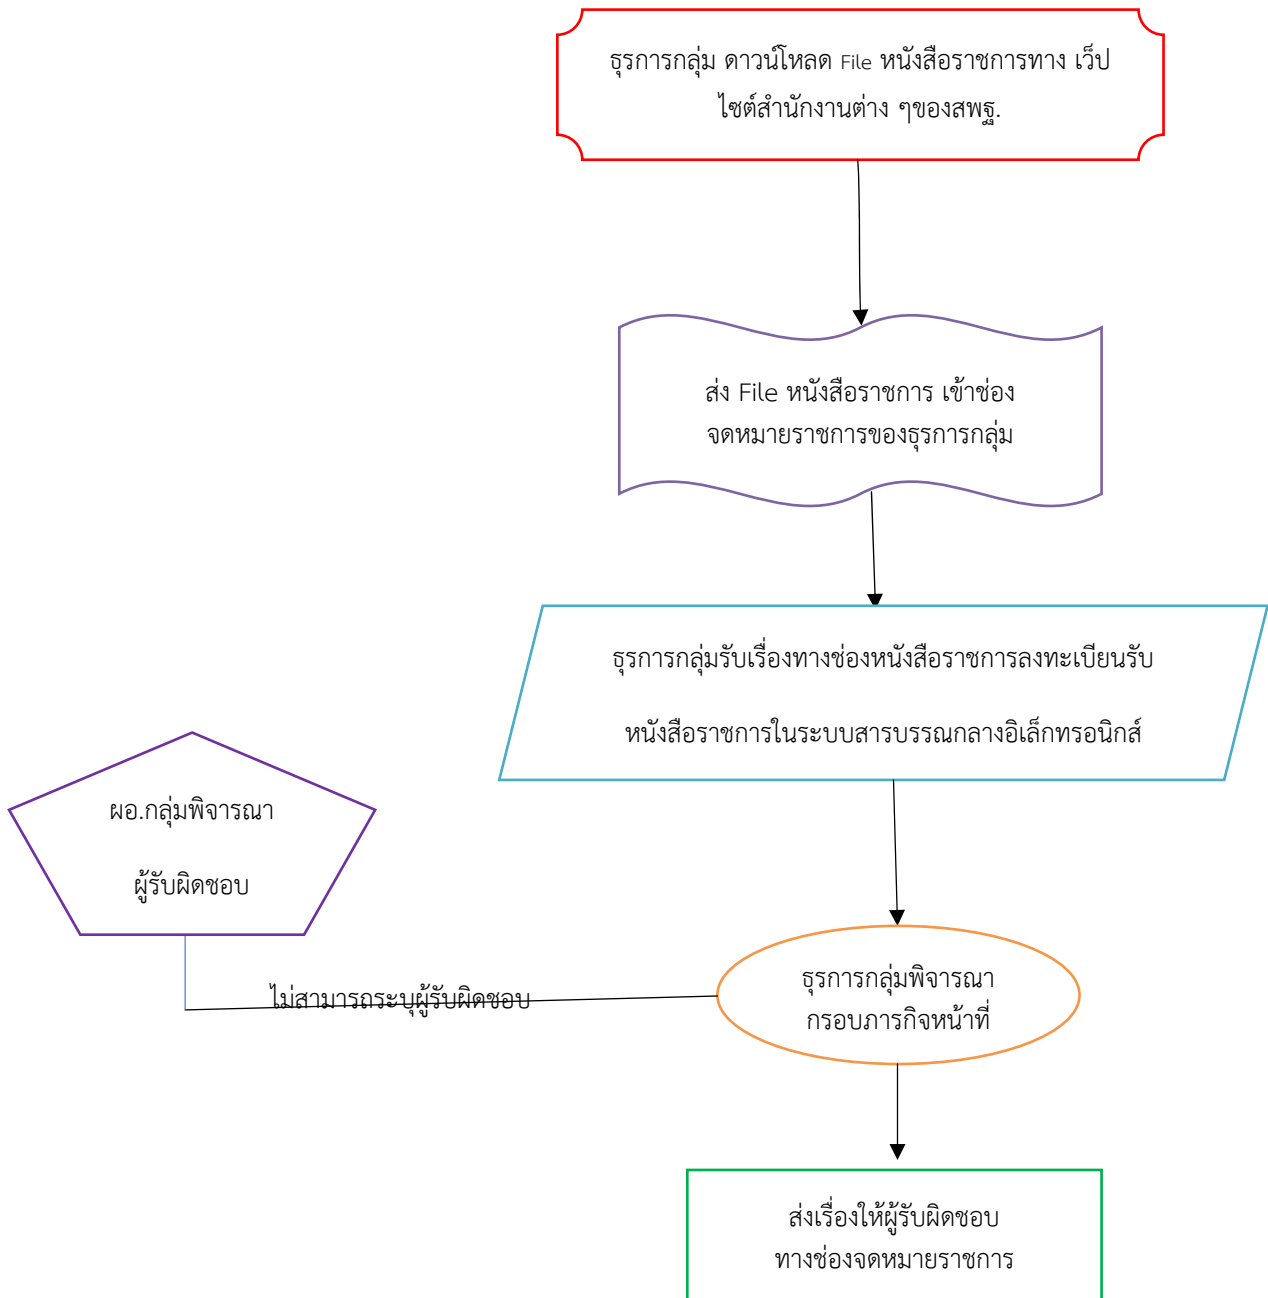 ธุรการกลุ่ม ดาวน์โหลด File หนังสือราชการทาง เว็ป
ไซต์สำนักงานต่าง ๆของสพฐ.
ส่ง File หนังสือราชการ เข้าช่อง
จดหมายราชการของธุรการกลุ่ม
ธุรการกลุ่มรับเรื่องทางช่องหนังสือราชการลงทะเบียนรับ
หนังสือราชการในระบบสารบรรณกลางอิเล็กทรอนิกส์
ผอ.กลุ่มพิจารณา
ผู้รับผิดชอบ
ไม่สามารถระบุผู้รับผิดชอบ
ธุรการกลุ่มพิจารณา
กรอบภารกิจหน้าที่
ส่งเรื่องให้ผู้รับผิดชอบ
ทางช่องจดหมายราชการ